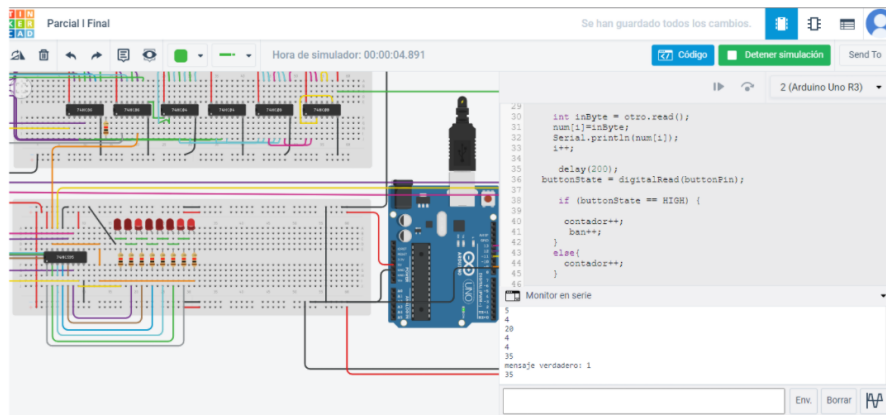 TIN
KER
CAD
Parcial I Final
Se han guardado todos los cambios.
Hora de simulador: 00:00:04.891
Código
Detener simulación
Send To
2 (Arduino Uno R3)
29
30 int inByte = otro.read();
31 num[i]=inByte;
32 Serial.println(num[i]);
33 i++;
34
35 delay(200);
36 buttonState = digitalRead(buttonPin);
37
38 if (buttonState == HIGH) {
39
40 contador++;
41 ban++;
42 }
43 else{
44 contador++;
45 }
46
Monitor en serie
5
4
20
4
4
35
mensaje verdadero: 1
35
Env.
Borrar
UNO